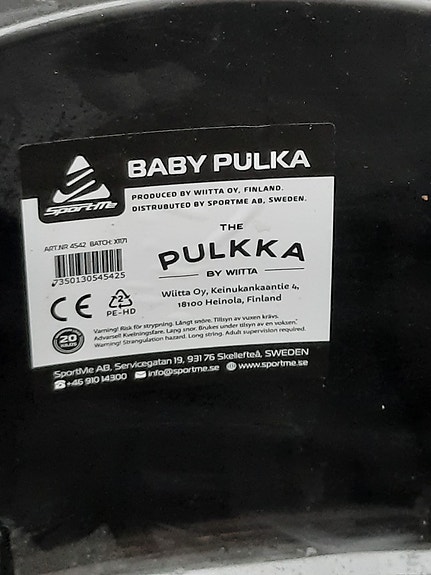 SportMe
BABY PULKA
PRODUCED BY WIITTA OY, FINLAND.
DISTRUBUTED BY SPORTME AB, SWEDEN.
ART.NR 4542 BATCH: X1171
7350130545425
THE
PULKKA
BY WIITTA
Wiitta Oy, Keinukankaantie 4,
18100 Heinola, Finland
CE
2
PE-HD
20
Varning! Risk för strypning. Långt snöre. Tillsyn av vuxen krävs.
Advarsel! Kvelningsfare. Lang snor. Brukes under tilsyn av en voksen.
Warning! Strangulation hazard. Long string. Adult supervision required.
SportMe AB, Servicegatan 19, 931 76 Skellefteå, SWEDEN
+46 910 14300 info@sportme.se www.sportme.se